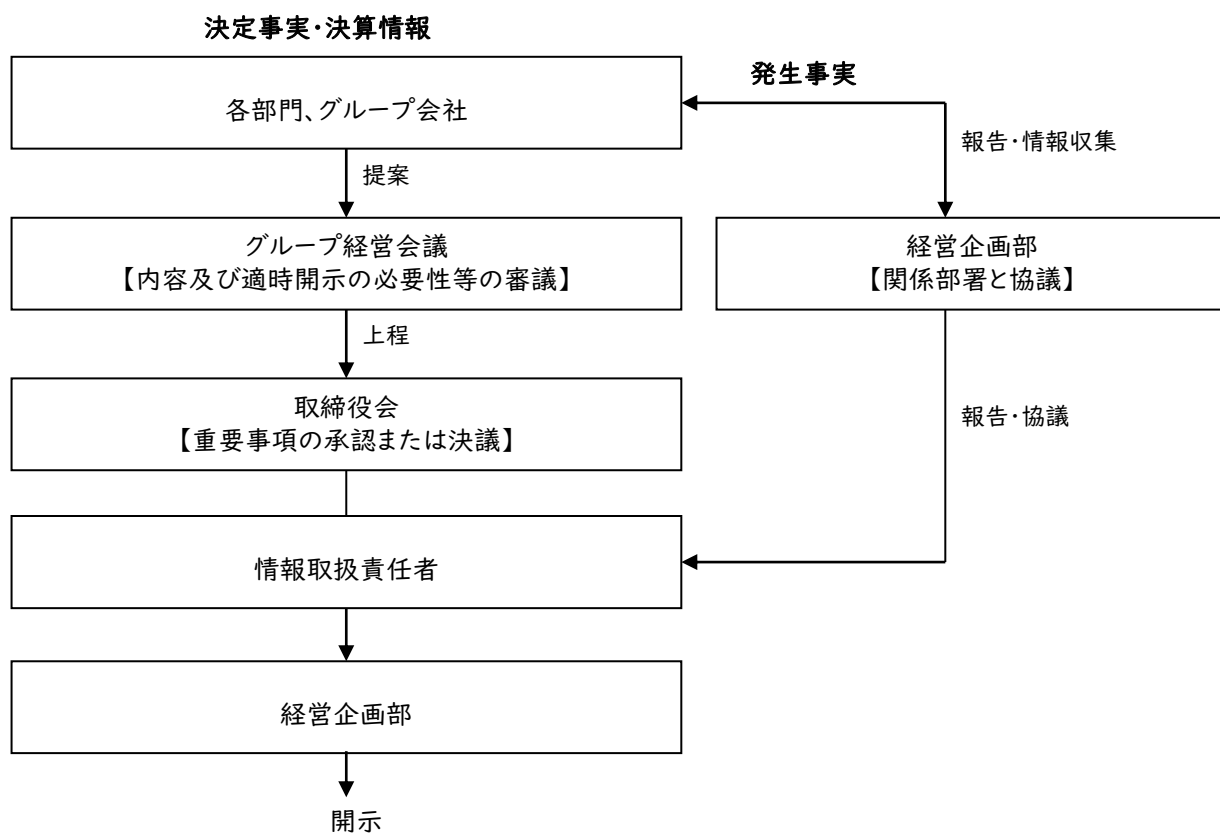 決定事実・決算情報
発生事実
各部門、グループ会社
報告・情報収集
提案
グループ経営会議
【内容及び適時開示の必要性等の審議】
経営企画部
【関係部署と協議】
上程
取締役会
【重要事項の承認または決議】
報告・協議
情報取扱責任者
経営企画部
開示